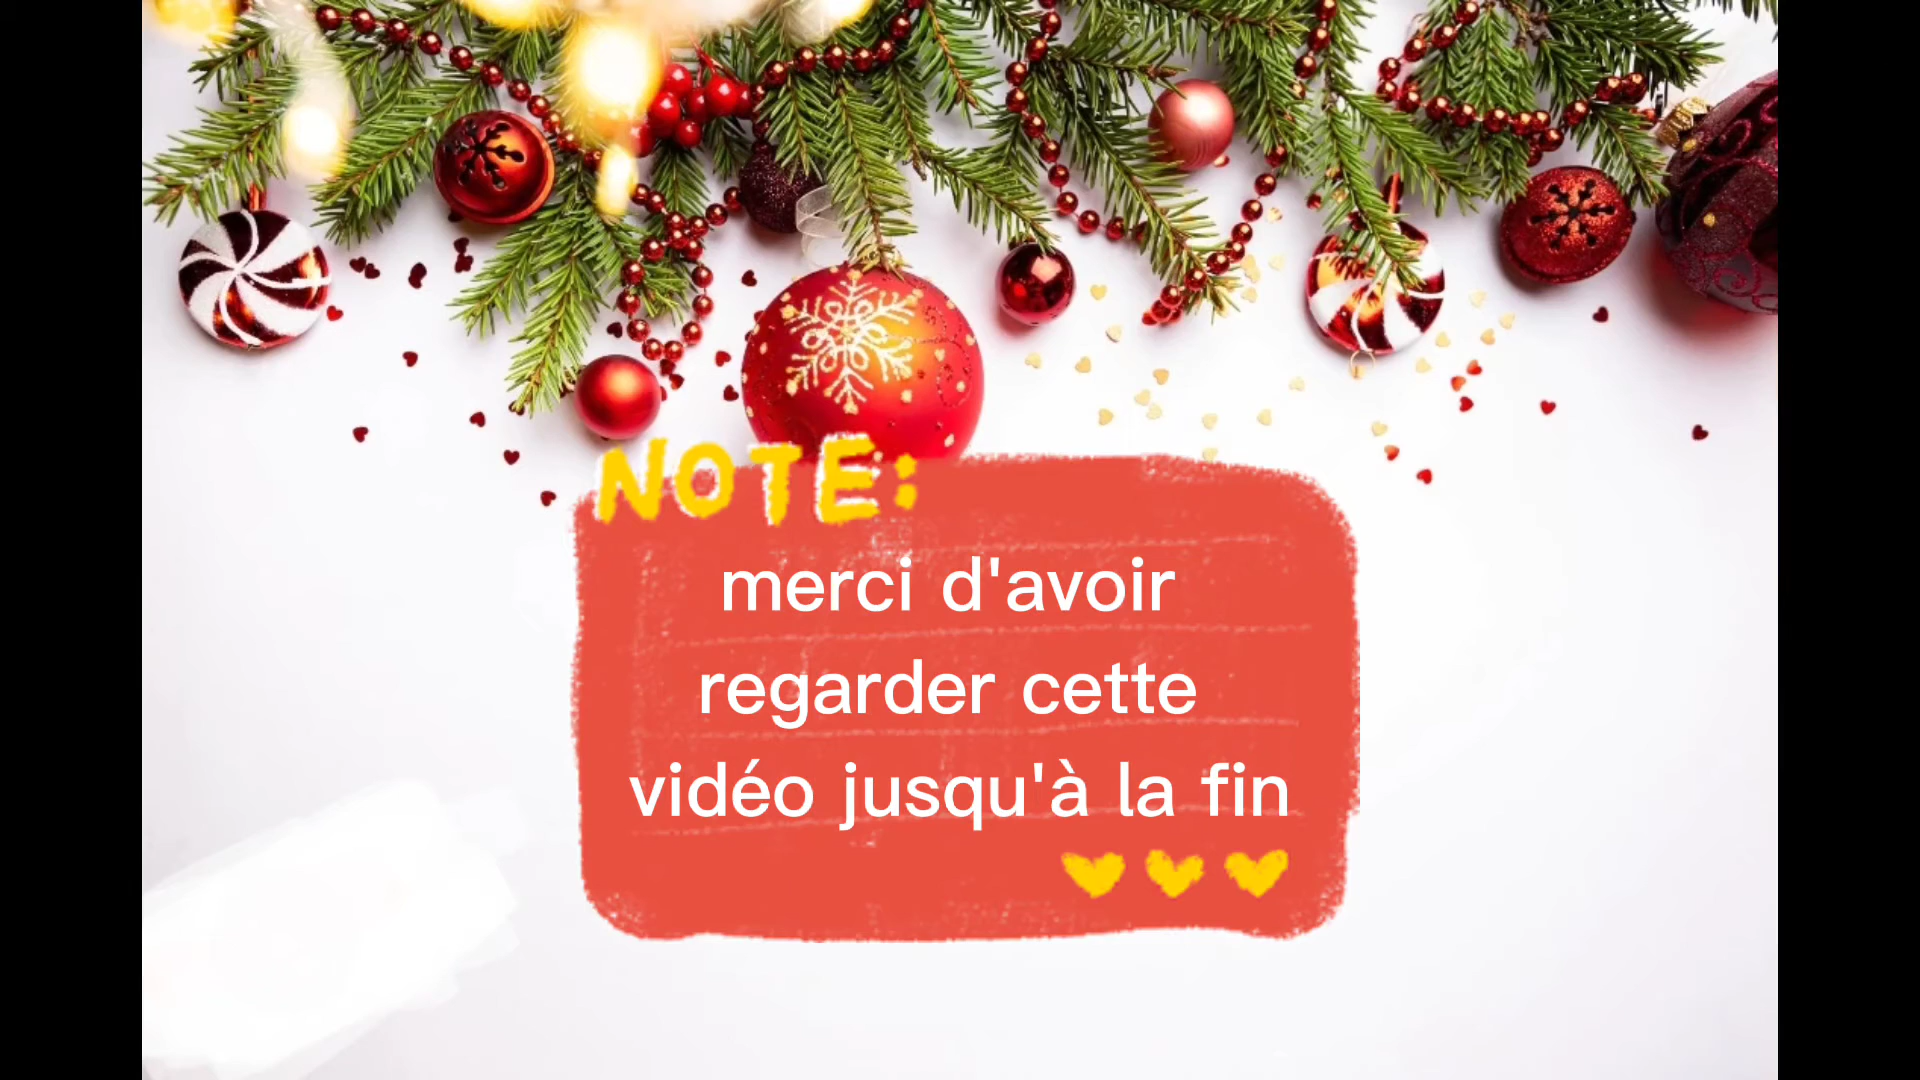 NOTE:
merci d'avoir
regarder cette
vidéo jusqu'à la fin